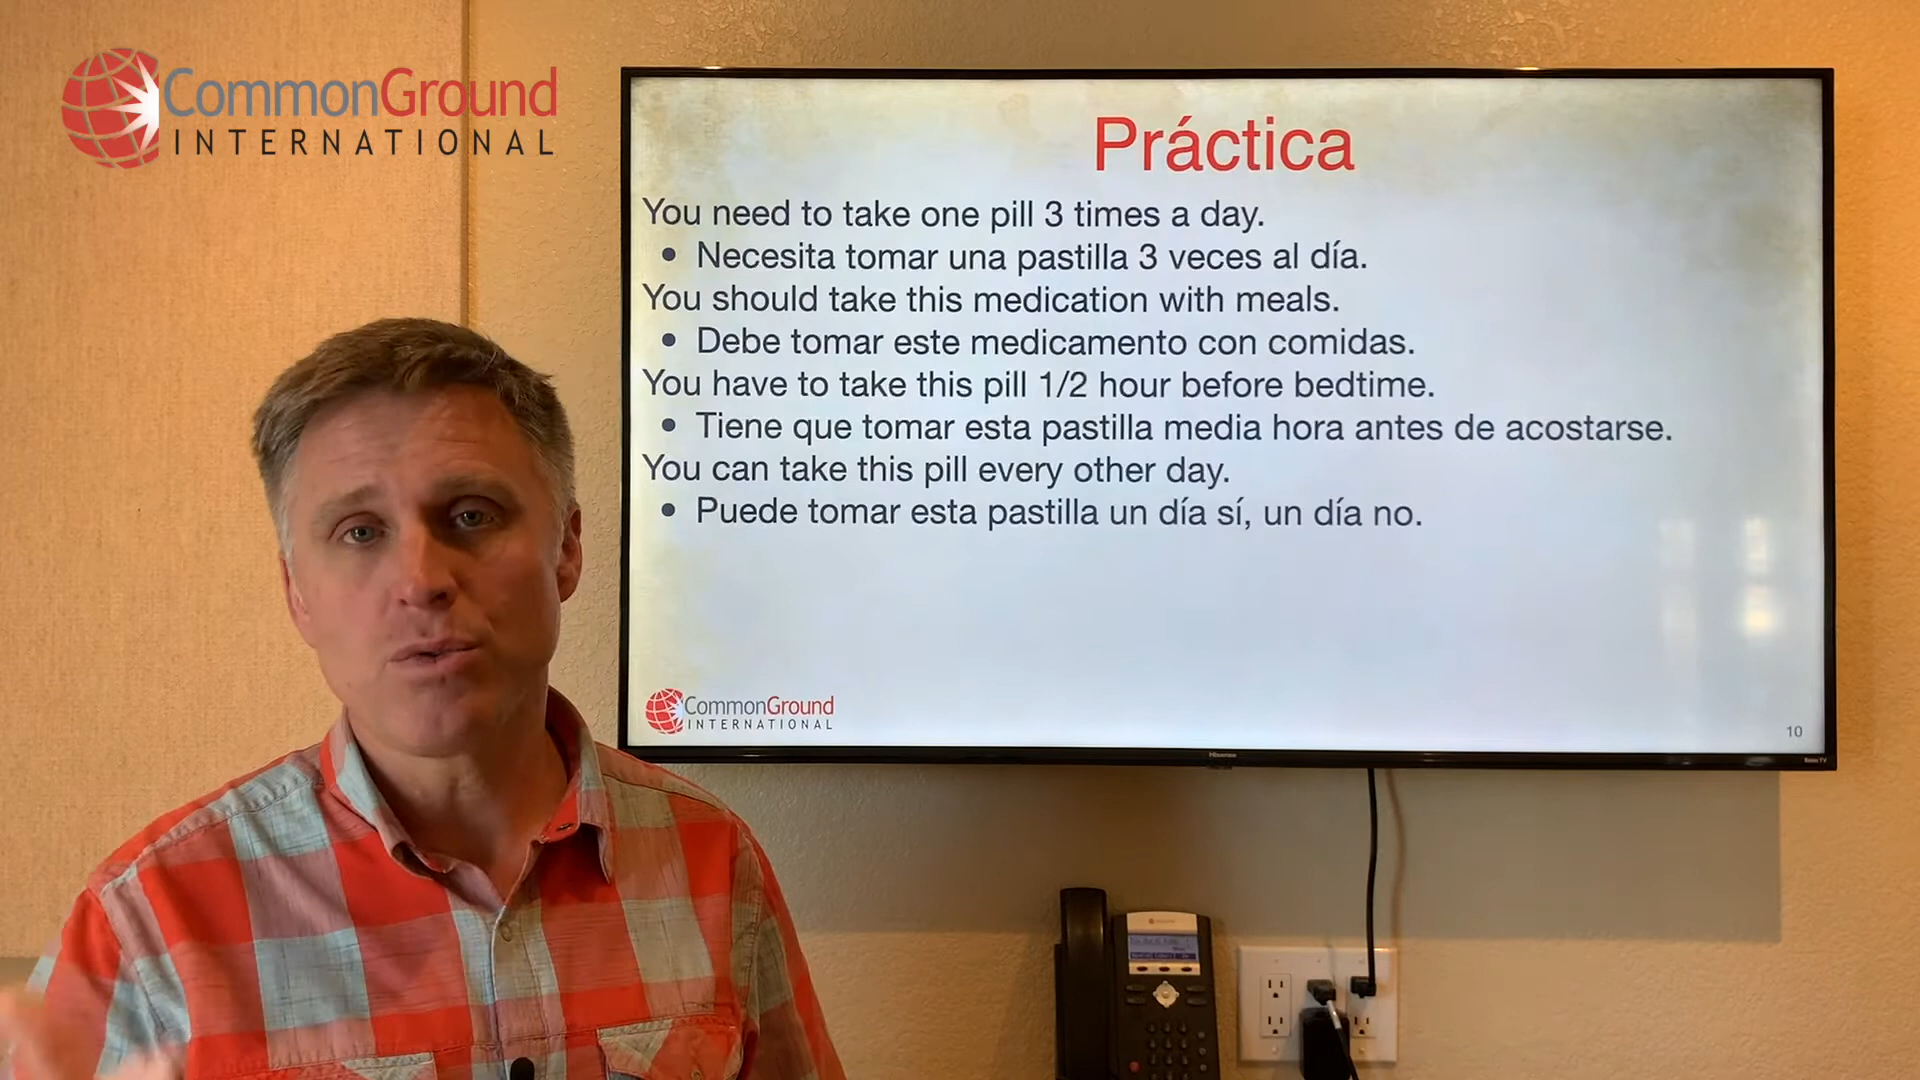 CommonGround
INTERNATIONAL
Práctica
You need to take one pill 3 times a day.
• Necesita tomar una pastilla 3 veces al día.
You should take this medication with meals.
• Debe tomar este medicamento con comidas.
You have to take this pill 1/2 hour before bedtime.
• Tiene que tomar esta pastilla media hora antes de acostarse.
You can take this pill every other day.
• Puede tomar esta pastilla un día sí, un día no.
CommonGround
INTERNATIONAL
10
Hisense
Roku TV